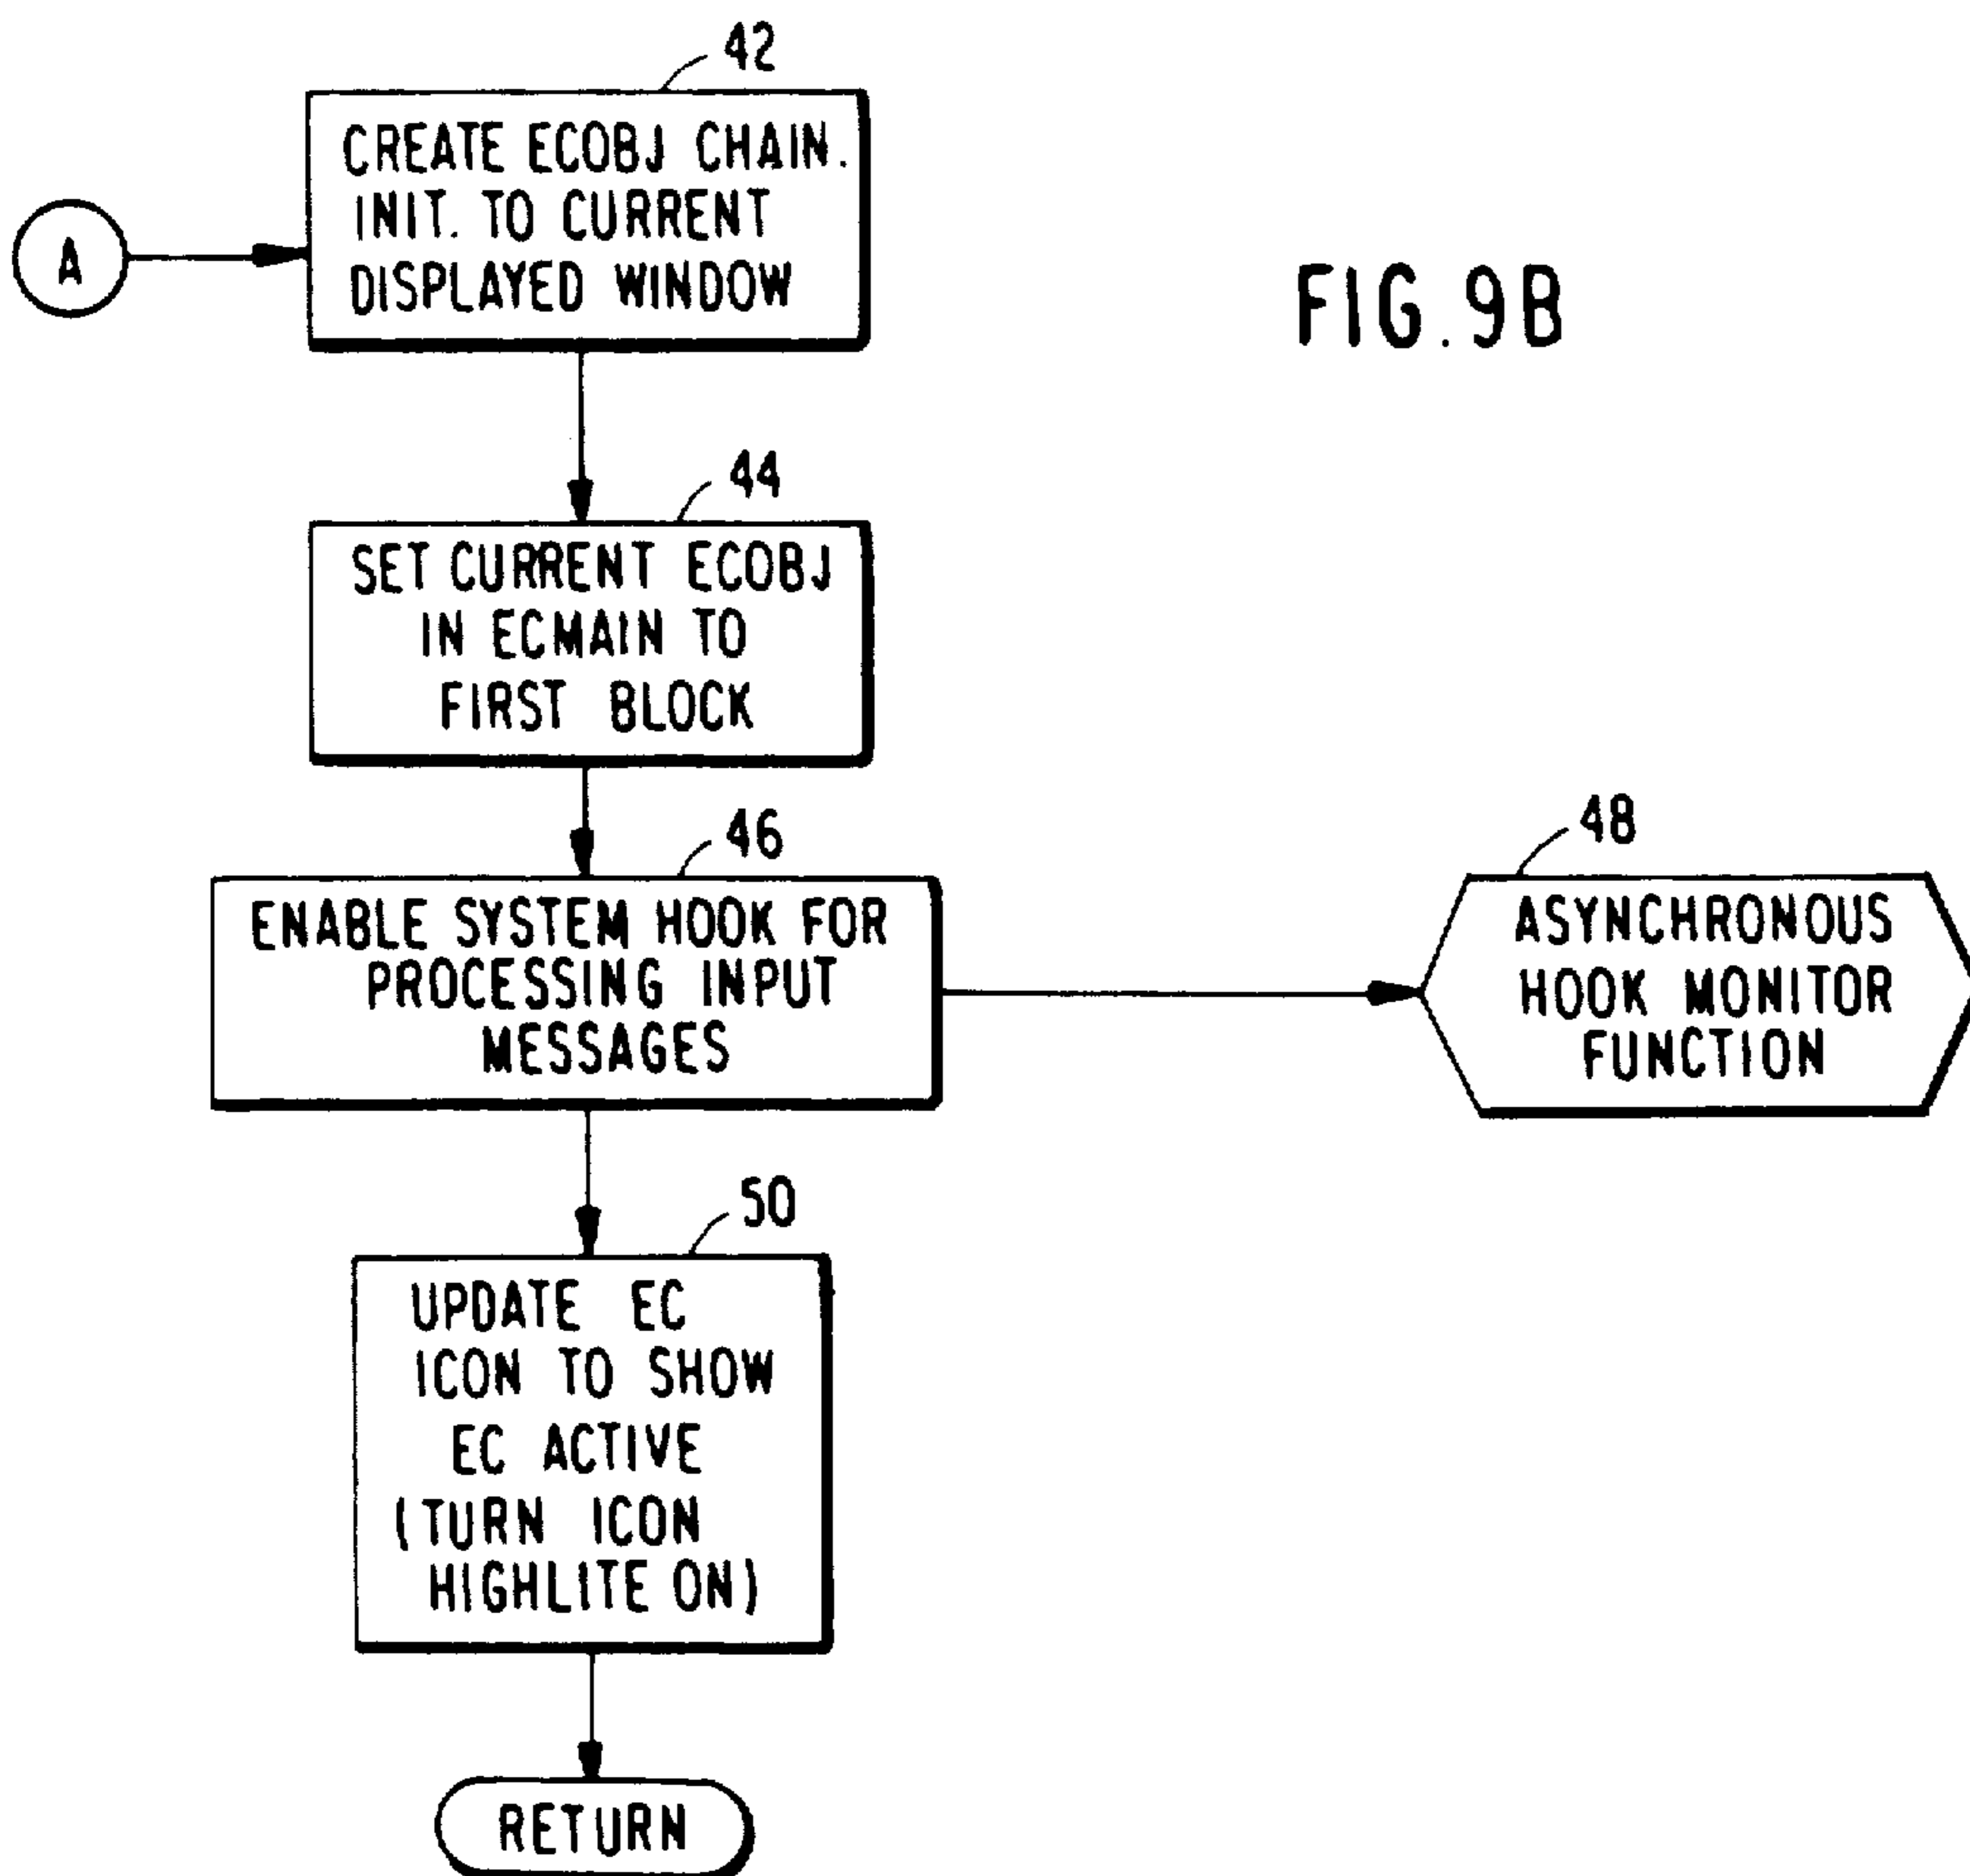 42
CREATE ECOBJ CHAIN.
INIT. TO CURRENT
DISPLAYED WINDOW
A
FIG. 9B
44
SET CURRENT ECOBJ
IN ECMAIN TO
FIRST BLOCK
46
ENABLE SYSTEM HOOK FOR
PROCESSING INPUT
MESSAGES
48
ASYNCHRONOUS
HOOK MONITOR
FUNCTION
50
UPDATE EC
ICON TO SHOW
EC ACTIVE
(TURN ICON
HIGHLITE ON)
RETURN